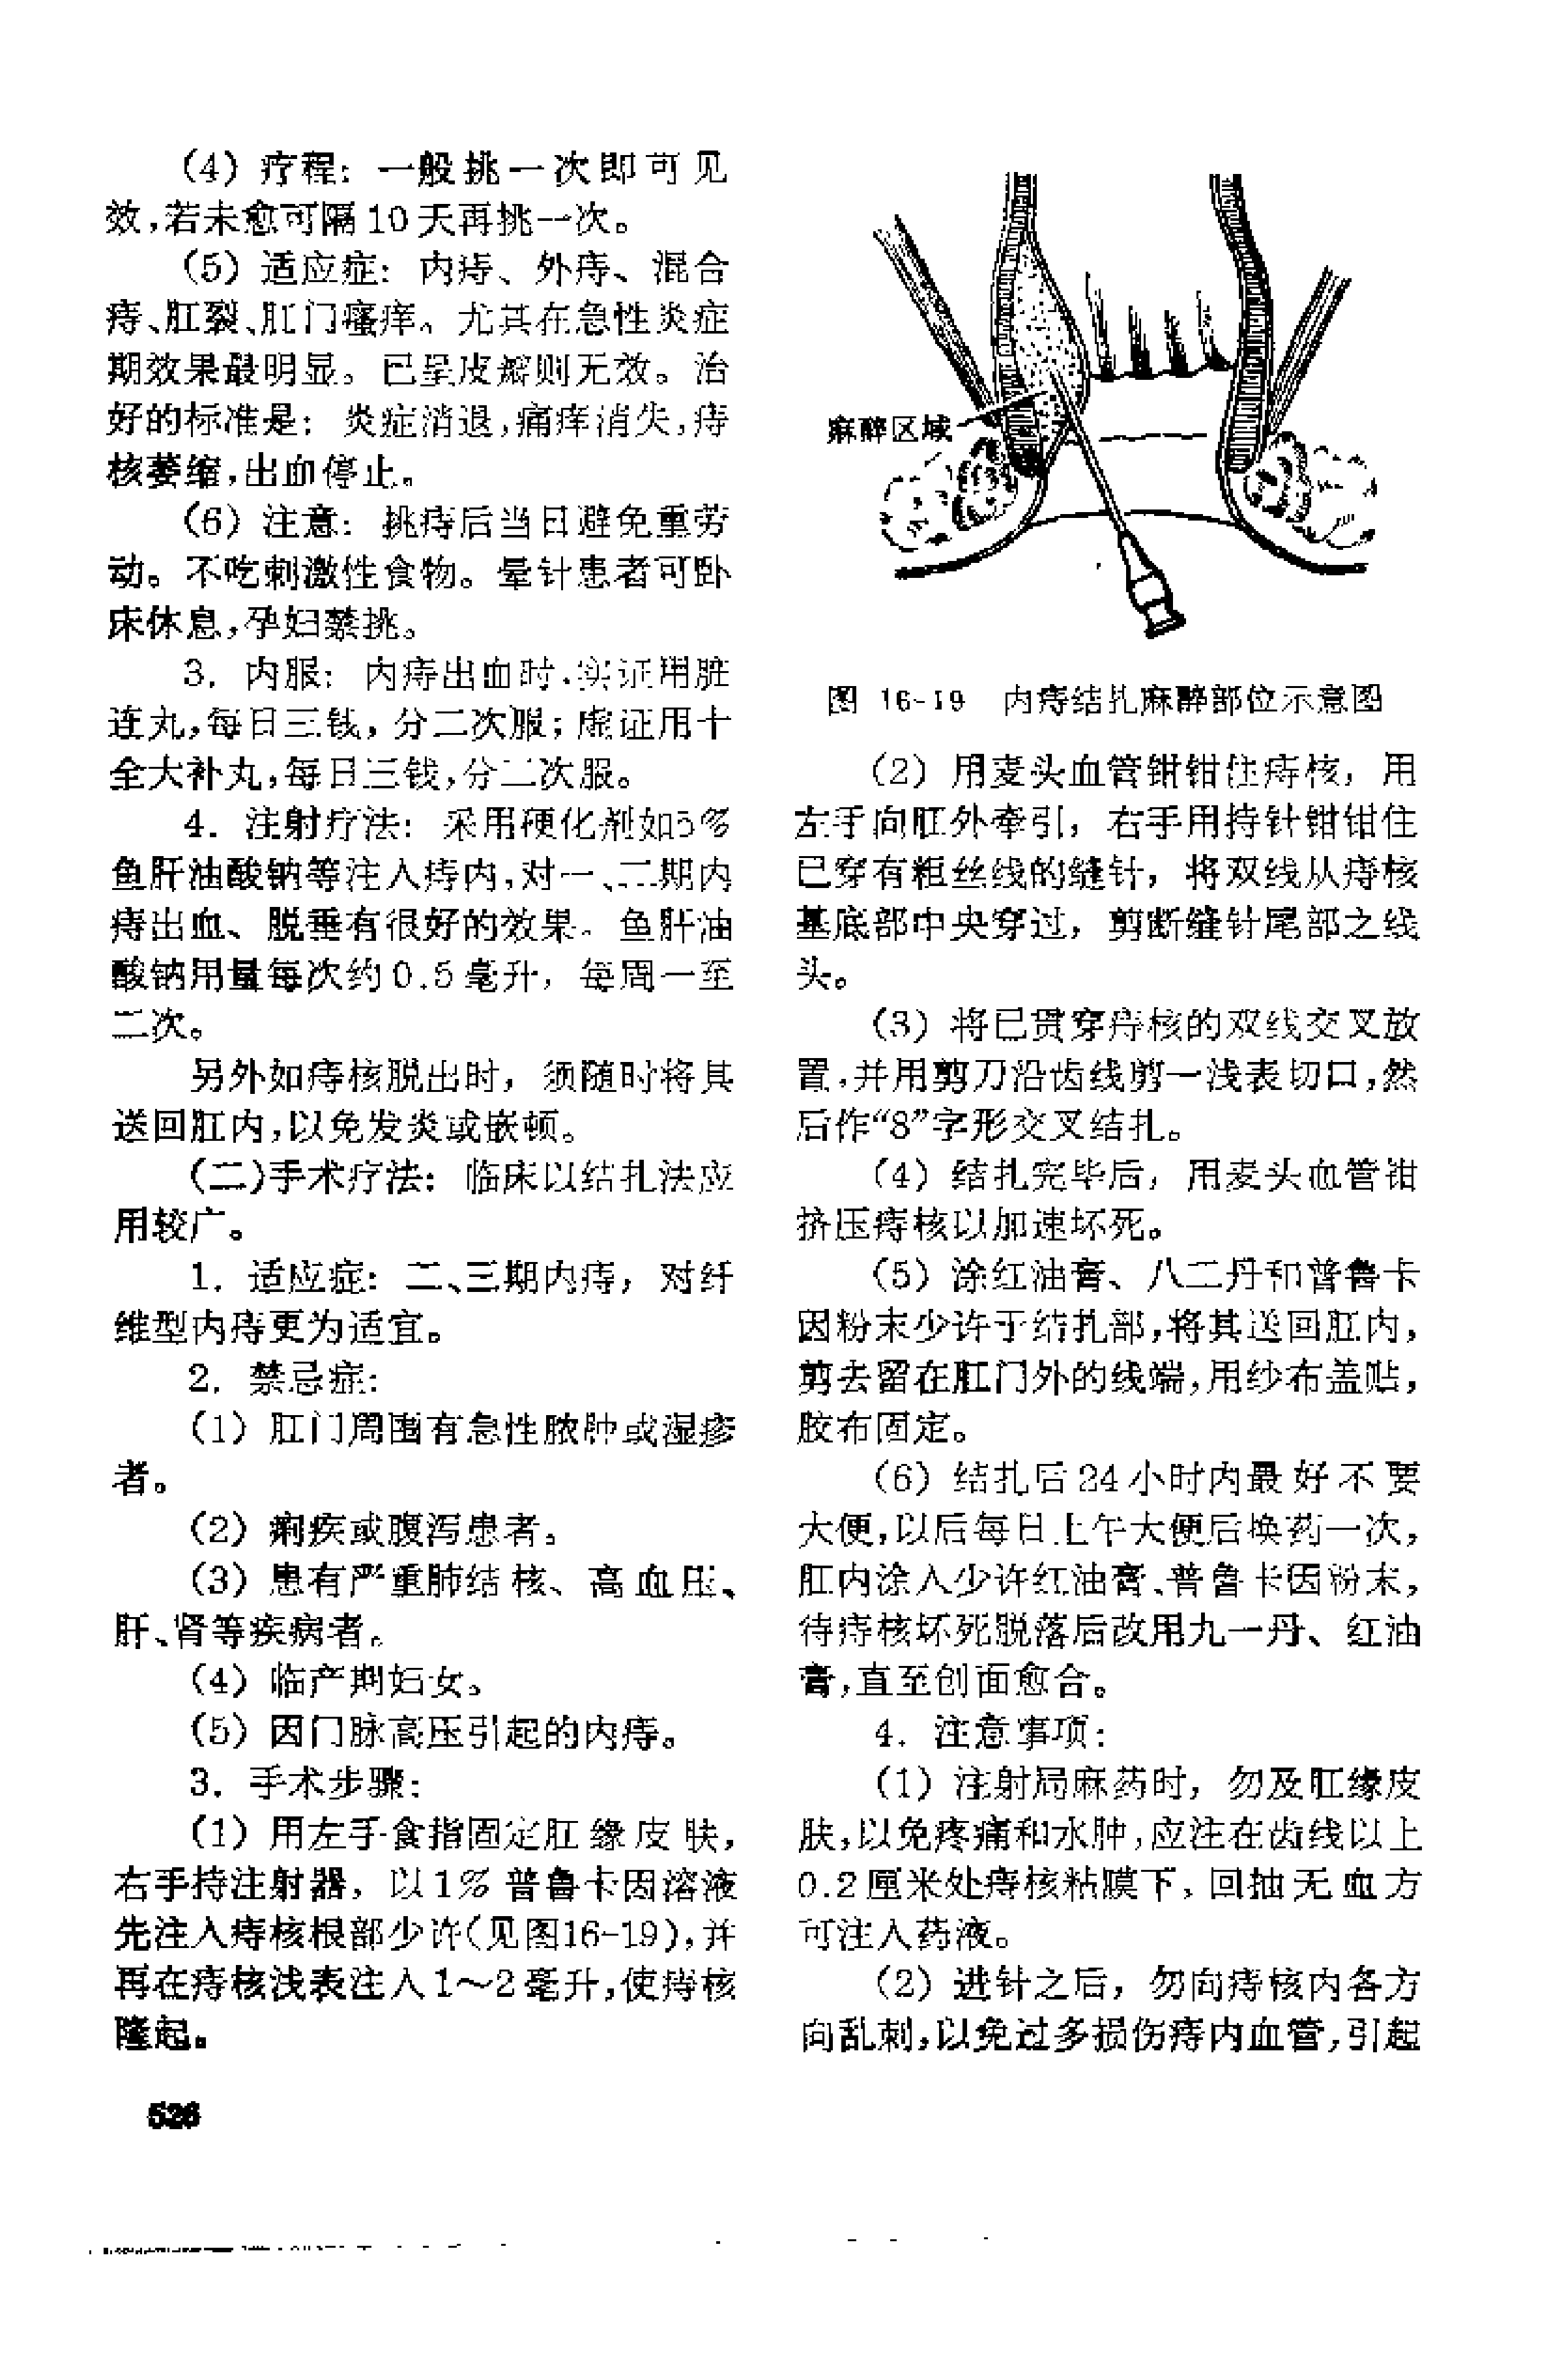 (4) 疗程: 一般挑一次即可见
效,若未愈可隔10天再挑一次。
(5) 适应症: 内痔、外痔、混合
痔、肛裂、肛门瘙痒。尤其在急性炎症
期效果最明显。已呈皮瓣则无效。治
好的标准是: 炎症消退,痛痒消失,痔
核萎缩,出血停止。
(6) 注意: 挑痔后当日避免重劳
动。不吃刺激性食物。晕针患者可卧
床休息,孕妇禁挑。
3. 内服: 内痔出血时,实证用脏
连丸,每日三钱,分二次服;虚证用十
全大补丸,每日三钱,分二次服。
4. 注射疗法: 采用硬化剂如5%
鱼肝油酸钠等注入痔内,对一、二期内
痔出血、脱垂有很好的效果。鱼肝油
酸钠用量每次约0.5毫升,每周一至
二次。
另外如痔核脱出时,须随时将其
送回肛内,以免发炎或嵌顿。
(二)手术疗法: 临床以结扎法应
用较广。
1. 适应症: 二、三期内痔,对纤
维型内痔更为适宜。
2. 禁忌症:
(1) 肛门周围有急性脓肿或湿疹
者。
(2) 痢疾或腹泻患者。
(3) 患有严重肺结核、高血压、
肝、肾等疾病者。
(4) 临产期妇女。
(5) 因门脉高压引起的内痔。
3. 手术步骤:
(1) 用左手食指固定肛缘皮肤,
右手持注射器,以1%普鲁卡因溶液
先注入痔核根部少许(见图16-19),并
再在痔核浅表注入1~2毫升,使痔核
隆起。
526
麻醉区域
图 16-19 内痔结扎麻醉部位示意图
(2) 用麦头血管钳钳住痔核,用
左手向肛外牵引,右手用持针钳钳住
已穿有粗丝线的缝针,将双线从痔核
基底部中央穿过,剪断缝针尾部之线
头。
(3) 将已贯穿痔核的双线交叉放
置,并用剪刀沿齿线剪一浅表切口,然
后作“8”字形交叉结扎。
(4) 结扎完毕后,用麦头血管钳
挤压痔核以加速坏死。
(5) 涂红油膏、八二丹和普鲁卡
因粉末少许于结扎部,将其送回肛内,
剪去留在肛门外的线端,用纱布盖贴,
胶布固定。
(6) 结扎后24小时内最好不要
大便,以后每日上午大便后换药一次,
肛内涂入少许红油膏、普鲁卡因粉末,
待痔核坏死脱落后改用九一丹、红油
膏,直至创面愈合。
4. 注意事项:
(1) 注射局麻药时,勿及肛缘皮
肤,以免疼痛和水肿,应注在齿线以上
0.2厘米处痔核粘膜下,回抽无血方
可注入药液。
(2) 进针之后,勿向痔核内各方
向乱刺,以免过多损伤痔内血管,引起